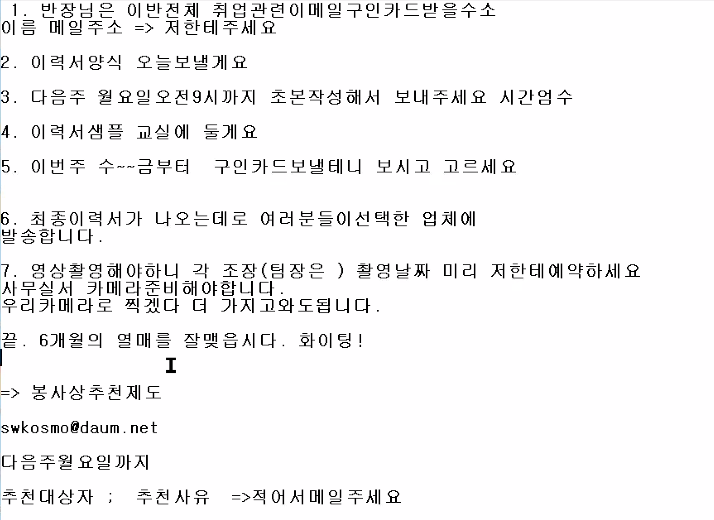 1. 반장님은 이반전체 취업관련이메일구인카드받을수소
이름 메일주소 => 저한테주세요
2. 이력서양식 오늘보낼게요
3. 다음주 월요일오전9시까지 초본작성해서 보내주세요 시간엄수
4. 이력서샘플 교실에 둘게요
5. 이번주 수~~금부터 구인카드보낼테니 보시고 고르세요
6. 최종이력서가 나오는데로 여러분들이선택한 업체에
발송합니다.
7. 영상촬영해야하니 각 조장(팀장은 ) 촬영날짜 미리 저한테예약하세요
사무실서 카메라준비해야합니다.
우리카메라로 찍겠다 더 가지고와도됩니다.
끝. 6개월의 열매를 잘맺읍시다. 화이팅!
=> 봉사상추천제도
swkosmo@daum.net
다음주월요일까지
추천대상자 ; 추천사유 =>적어서메일주세요